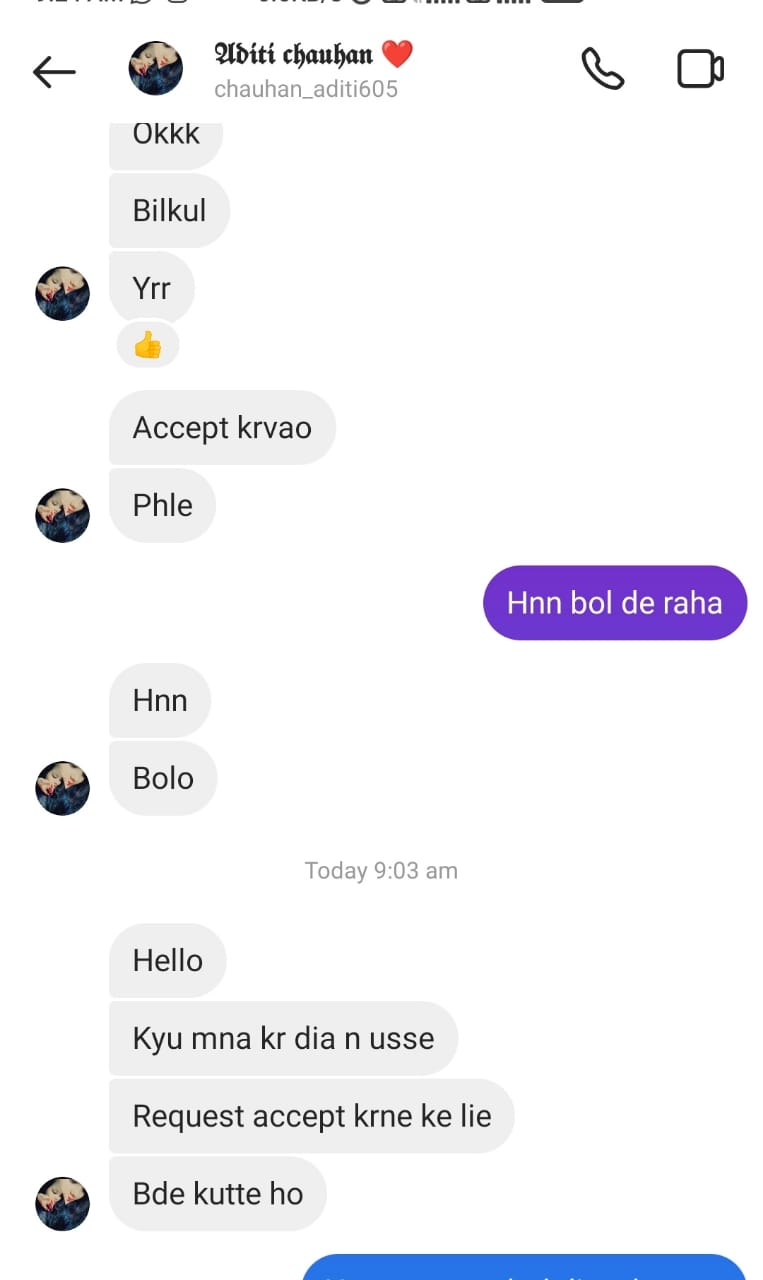 𝕬𝖉𝖎𝖙𝖎 𝖈𝖍𝖆𝖚𝖍𝖆𝖓 ❤️
chauhan_aditi605
Okkk
Bilkul
Yrr
👍
Accept krvao
Phle
Hnn bol de raha
Hnn
Bolo
Today 9:03 am
Hello
Kyu mna kr dia n usse
Request accept krne ke lie
Bde kutte ho